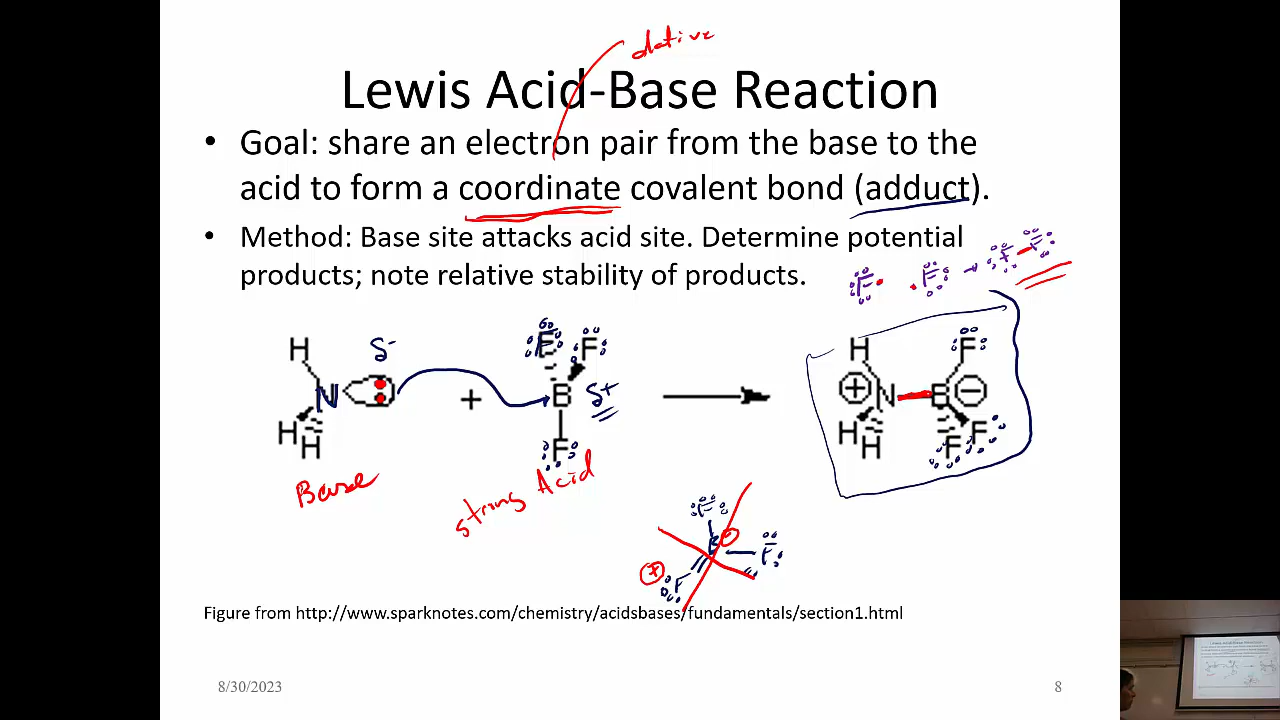 dative
Lewis Acid-Base Reaction
• Goal: share an electron pair from the base to the
acid to form a coordinate covalent bond (adduct).
• Method: Base site attacks acid site. Determine potential
products; note relative stability of products.
F F → F F
H δ- F F H F
N + B δ+ + N B −
H H F H H F F
Base strong Acid
F
B −
F
+ F
Figure from http://www.sparknotes.com/chemistry/acidsbases/fundamentals/section1.html
8/30/2023 8